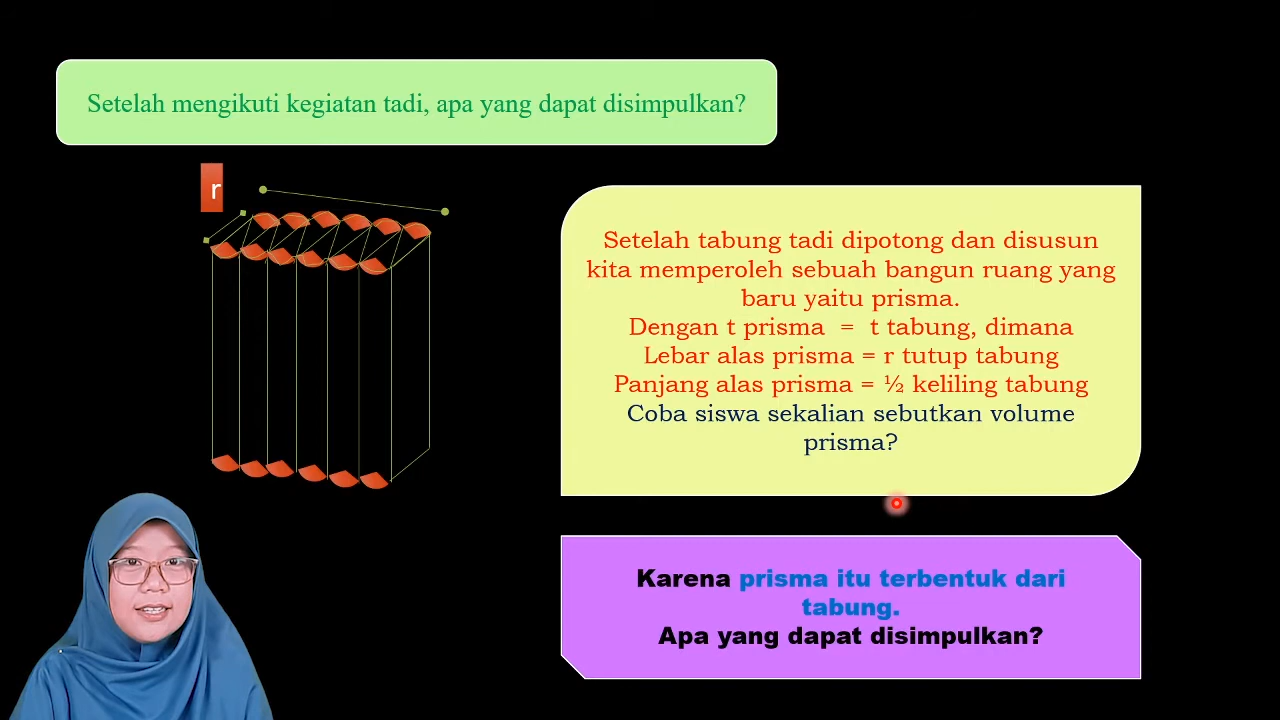 Setelah mengikuti kegiatan tadi, apa yang dapat disimpulkan?
r
Setelah tabung tadi dipotong dan disusun
kita memperoleh sebuah bangun ruang yang
baru yaitu prisma.
Dengan t prisma = t tabung, dimana
Lebar alas prisma = r tutup tabung
Panjang alas prisma = ½ keliling tabung
Coba siswa sekalian sebutkan volume
prisma?
Karena prisma itu terbentuk dari
tabung.
Apa yang dapat disimpulkan?